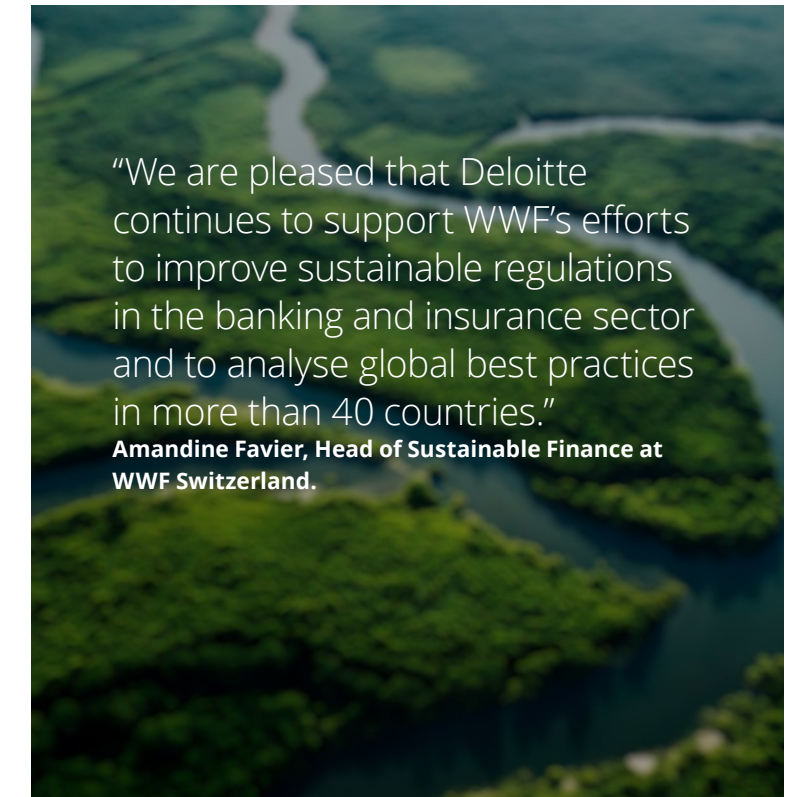 “We are pleased that Deloitte
continues to support WWF’s efforts
to improve sustainable regulations
in the banking and insurance sector
and to analyse global best practices
in more than 40 countries.”
Amandine Favier, Head of Sustainable Finance at
WWF Switzerland.